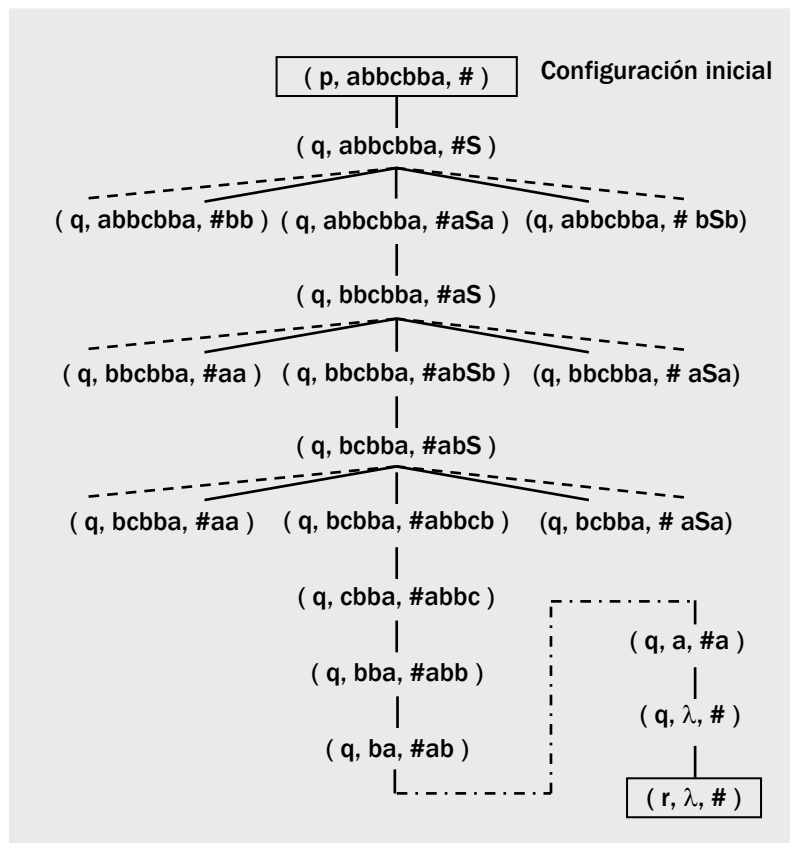 ( p, abbcbba, # ) Configuración inicial
( q, abbcbba, #S )
( q, abbcbba, #bb ) ( q, abbcbba, #aSa ) (q, abbcbba, # bSb)
( q, bbcbba, #aS )
( q, bbcbba, #aa ) ( q, bbcbba, #abSb ) (q, bbcbba, # aSa)
( q, bcbba, #abS )
( q, bcbba, #aa ) ( q, bcbba, #abbcb ) (q, bcbba, # aSa)
( q, cbba, #abbc )
( q, bba, #abb )
( q, ba, #ab )
( q, a, #a )
( q, λ, # )
( r, λ, # )